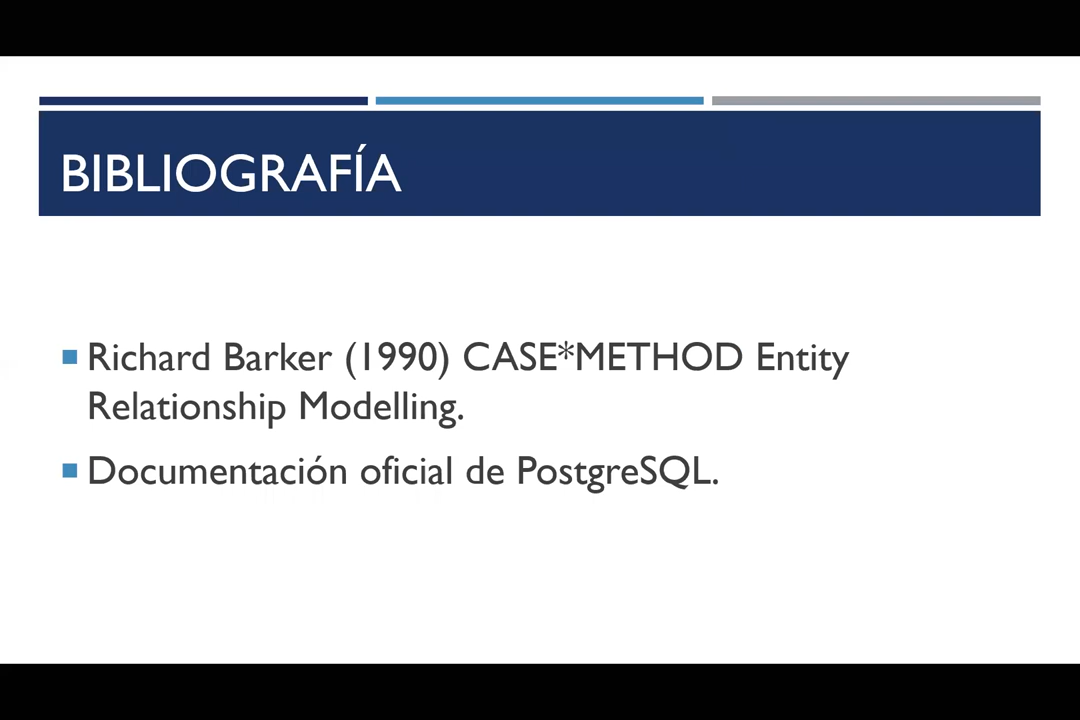 BIBLIOGRAFÍA
Richard Barker (1990) CASE*METHOD Entity
Relationship Modelling.
Documentación oficial de PostgreSQL.